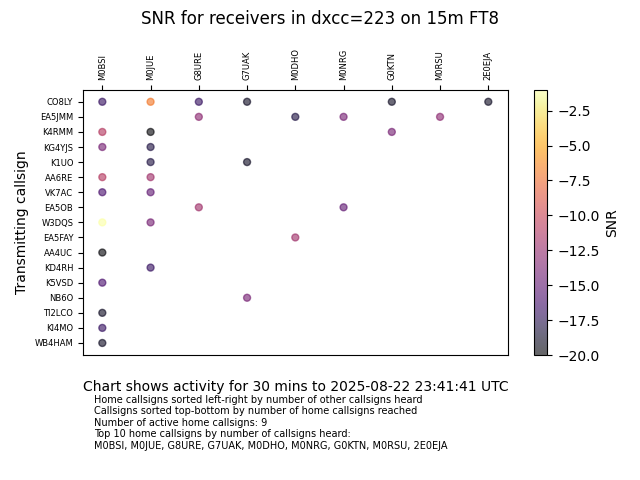 SNR for receivers in dxcc=223 on 15m FT8
M0BSI
M0JUE
G8URE
G7UAK
M0DHO
M0NRG
G0KTN
M0RSU
2E0EJA
CO8LY
EA5JMM
K4RMM
KG4YJS
K1UO
AA6RE
VK7AC
EA5OB
W3DQS
EA5FAY
AA4UC
KD4RH
K5VSD
NB6O
TI2LCO
KI4MO
WB4HAM
Transmitting callsign
−2.5
−5.0
−7.5
−10.0
−12.5
−15.0
−17.5
−20.0
SNR
Chart shows activity for 30 mins to 2025-08-22 23:41:41 UTC
Home callsigns sorted left-right by number of other callsigns heard
Callsigns sorted top-bottom by number of home callsigns reached
Number of active home callsigns: 9
Top 10 home callsigns by number of callsigns heard:
M0BSI, M0JUE, G8URE, G7UAK, M0DHO, M0NRG, G0KTN, M0RSU, 2E0EJA